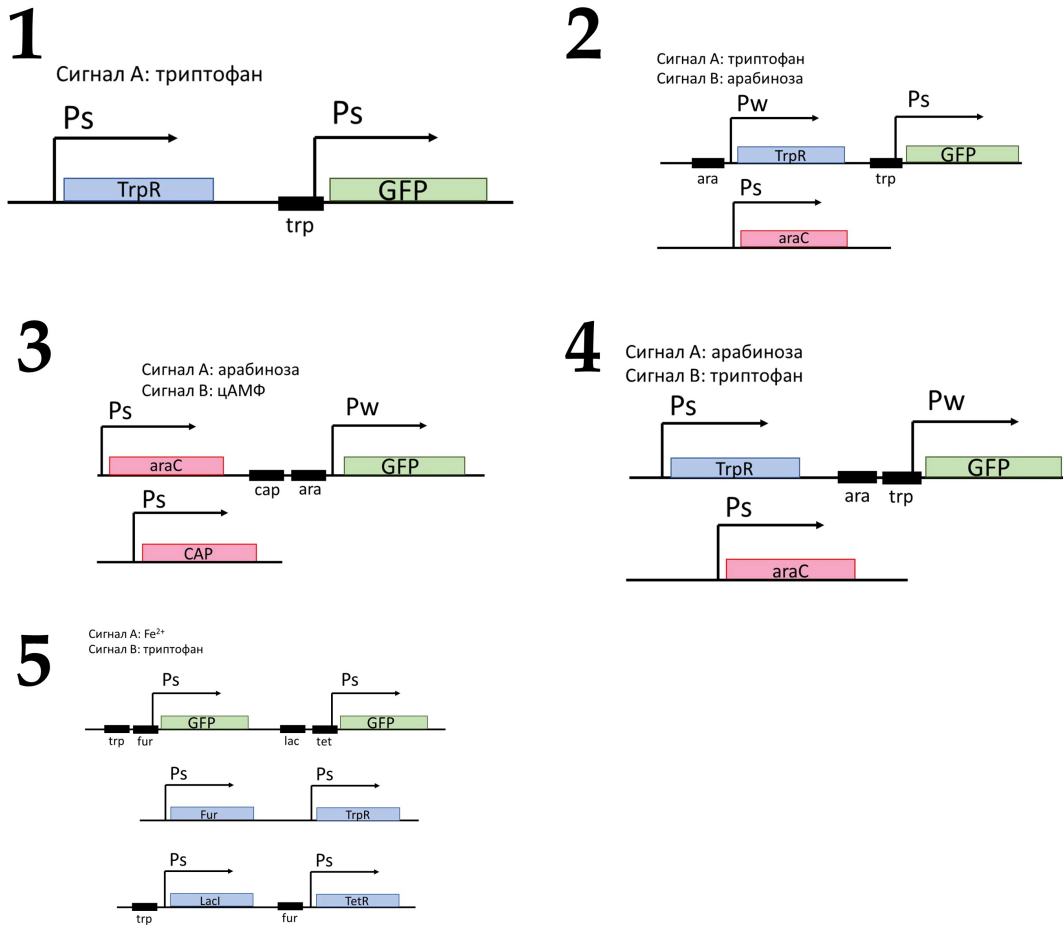 1
Сигнал А: триптофан
Ps
Ps
TrpR
GFP
trp
2
Сигнал А: триптофан
Сигнал В: арабиноза
Pw
Ps
TrpR
GFP
ara
trp
Ps
araC
3
Сигнал А: арабиноза
Сигнал В: цАМФ
Ps
Pw
araC
GFP
cap
ara
Ps
CAP
4
Сигнал А: арабиноза
Сигнал В: триптофан
Ps
Pw
TrpR
GFP
ara
trp
Ps
araC
5
Сигнал А: Fe²⁺
Сигнал В: триптофан
Ps
Ps
GFP
GFP
trp
fur
lac
tet
Ps
Ps
Fur
TrpR
Ps
Ps
LacI
TetR
trp
fur